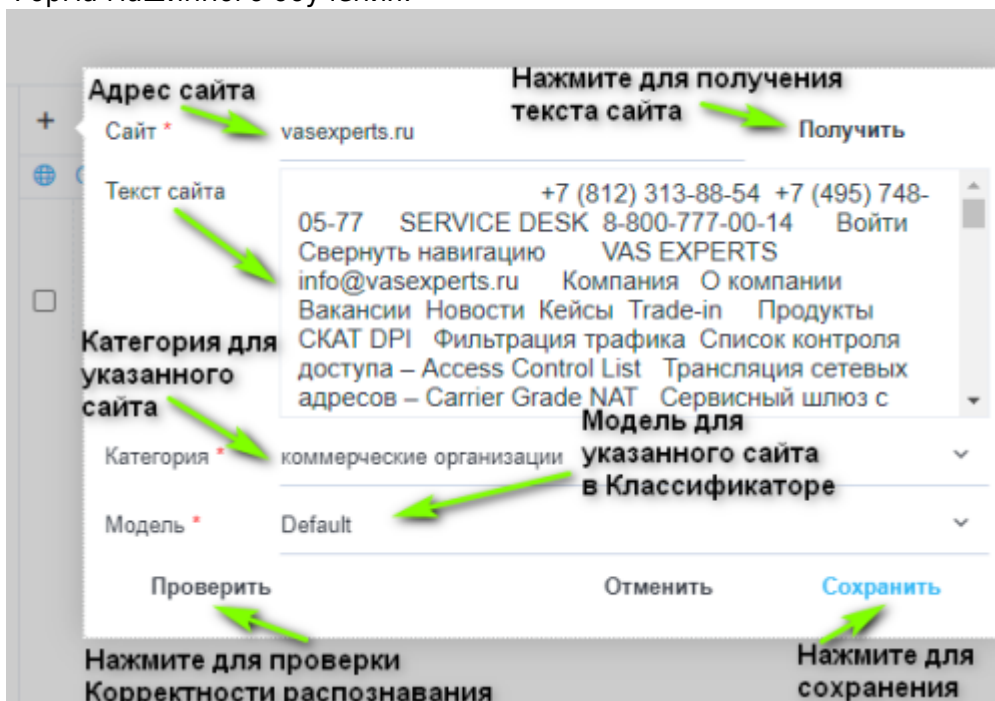 Форма Машинного обучения.
Адрес сайта
Нажмите для получения
текста сайта
Сайт * vasexperts.ru Получить
Текст сайта
+7 (812) 313-88-54 +7 (495) 748-
05-77 SERVICE DESK 8-800-777-00-14 Войти
Свернуть навигацию VAS EXPERTS
info@vasexperts.ru Компания О компании
Вакансии Новости Кейсы Trade-in Продукты
СКАТ DPI Фильтрация трафика Список контроля
доступа – Access Control List Трансляция сетевых
адресов – Carrier Grade NAT Сервисный шлюз с
Категория для
указанного
сайта
Модель для
указанного сайта
в Классификаторе
Категория * коммерческие организации
Модель * Default
Проверить Отменить Сохранить
Нажмите для проверки
Корректности распознавания
Нажмите для
сохранения